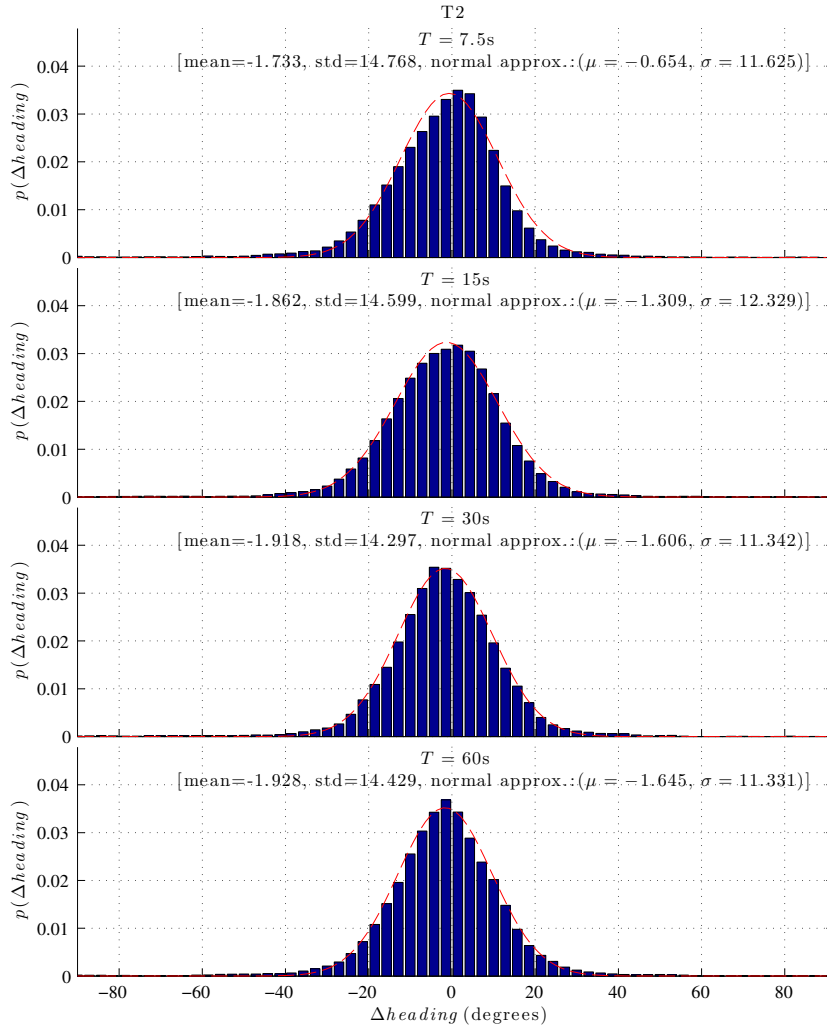 T2
T = 7.5s
[mean=-1.733, std=14.768, normal approx.:(μ = −0.654, σ = 11.625)]
0.04
0.03
0.02
0.01
0
p(Δheading)
T = 15s
[mean=-1.862, std=14.599, normal approx.:(μ = −1.309, σ = 12.329)]
0.04
0.03
0.02
0.01
0
p(Δheading)
T = 30s
[mean=-1.918, std=14.297, normal approx.:(μ = −1.606, σ = 11.342)]
0.04
0.03
0.02
0.01
0
p(Δheading)
T = 60s
[mean=-1.928, std=14.429, normal approx.:(μ = −1.645, σ = 11.331)]
0.04
0.03
0.02
0.01
0
p(Δheading)
−80 −60 −40 −20 0 20 40 60 80
Δheading (degrees)